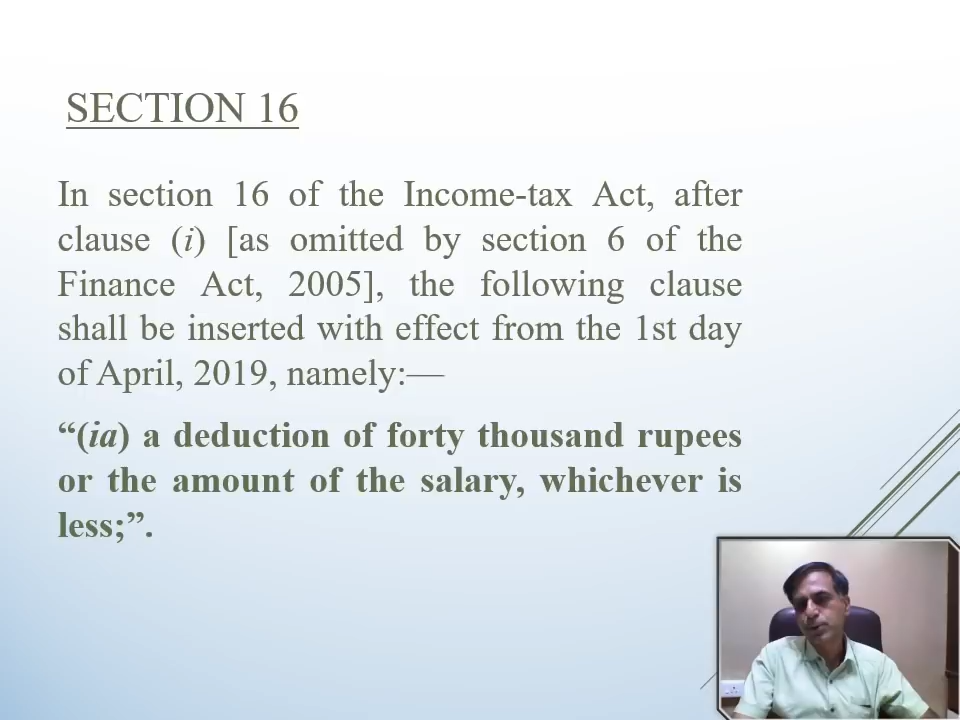 SECTION 16
In section 16 of the Income-tax Act, after
clause (i) [as omitted by section 6 of the
Finance Act, 2005], the following clause
shall be inserted with effect from the 1st day
of April, 2019, namely:—
“(ia) a deduction of forty thousand rupees
or the amount of the salary, whichever is
less;”.